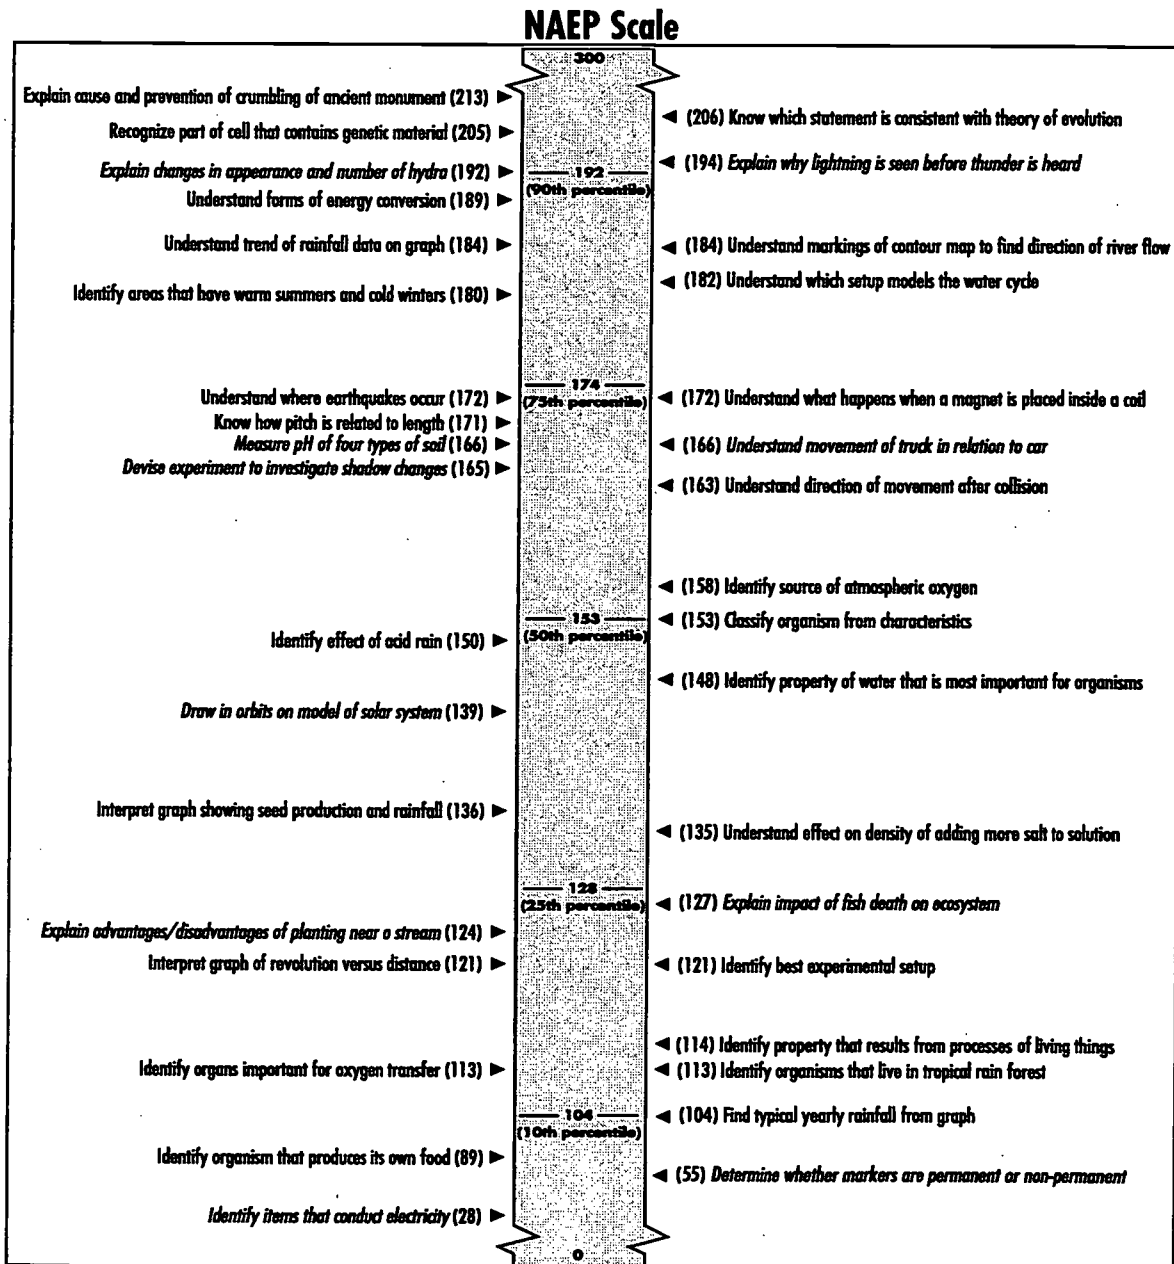 NAEP Scale
300
Explain cause and prevention of crumbling of ancient monument (213) ►
◄ (206) Know which statement is consistent with theory of evolution
Recognize part of cell that contains genetic material (205) ►
◄ (194) Explain why lightning is seen before thunder is heard
Explain changes in appearance and number of hydra (192) ►
192
(90th percentile)
Understand forms of energy conversion (189) ►
Understand trend of rainfall data on graph (184) ►
◄ (184) Understand markings of contour map to find direction of river flow
◄ (182) Understand which setup models the water cycle
Identify areas that have warm summers and cold winters (180) ►
174
(75th percentile)
Understand where earthquakes occur (172) ►
◄ (172) Understand what happens when a magnet is placed inside a coil
Know how pitch is related to length (171) ►
Measure pH of four types of soil (166) ►
◄ (166) Understand movement of truck in relation to car
Devise experiment to investigate shadow changes (165) ►
◄ (163) Understand direction of movement after collision
◄ (158) Identify source of atmospheric oxygen
153
(50th percentile)
◄ (153) Classify organism from characteristics
Identify effect of acid rain (150) ►
◄ (148) Identify property of water that is most important for organisms
Draw in orbits on model of solar system (139) ►
Interpret graph showing seed production and rainfall (136) ►
◄ (135) Understand effect on density of adding more salt to solution
128
(25th percentile)
◄ (127) Explain impact of fish death on ecosystem
Explain advantages/disadvantages of planting near a stream (124) ►
Interpret graph of revolution versus distance (121) ►
◄ (121) Identify best experimental setup
◄ (114) Identify property that results from processes of living things
Identify organs important for oxygen transfer (113) ►
◄ (113) Identify organisms that live in tropical rain forest
104
(10th percentile)
◄ (104) Find typical yearly rainfall from graph
Identify organism that produces its own food (89) ►
◄ (55) Determine whether markers are permanent or non-permanent
Identify items that conduct electricity (28) ►
0